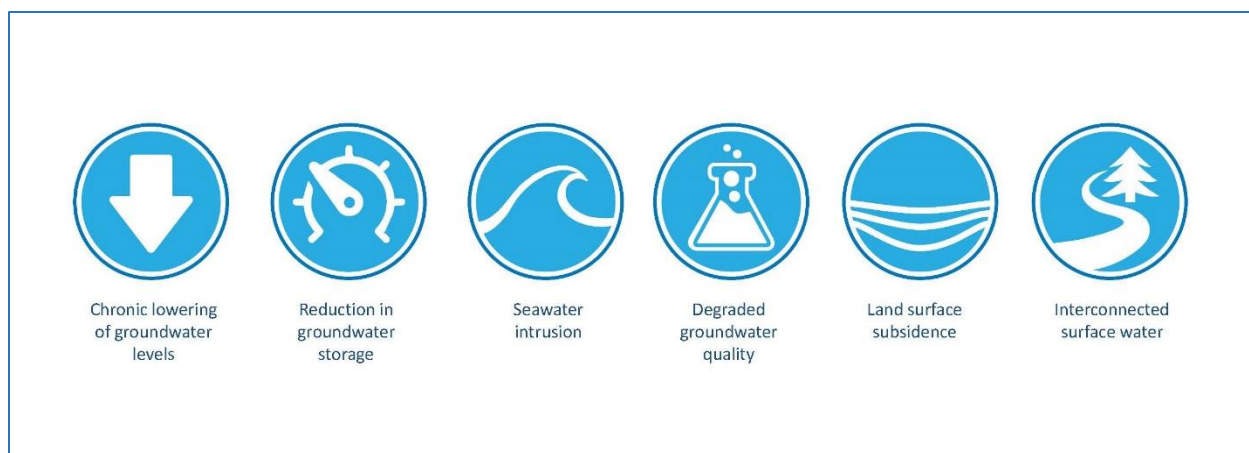 Chronic lowering
of groundwater
levels
Reduction in
groundwater
storage
Seawater
intrusion
Degraded
groundwater
quality
Land surface
subsidence
Interconnected
surface water